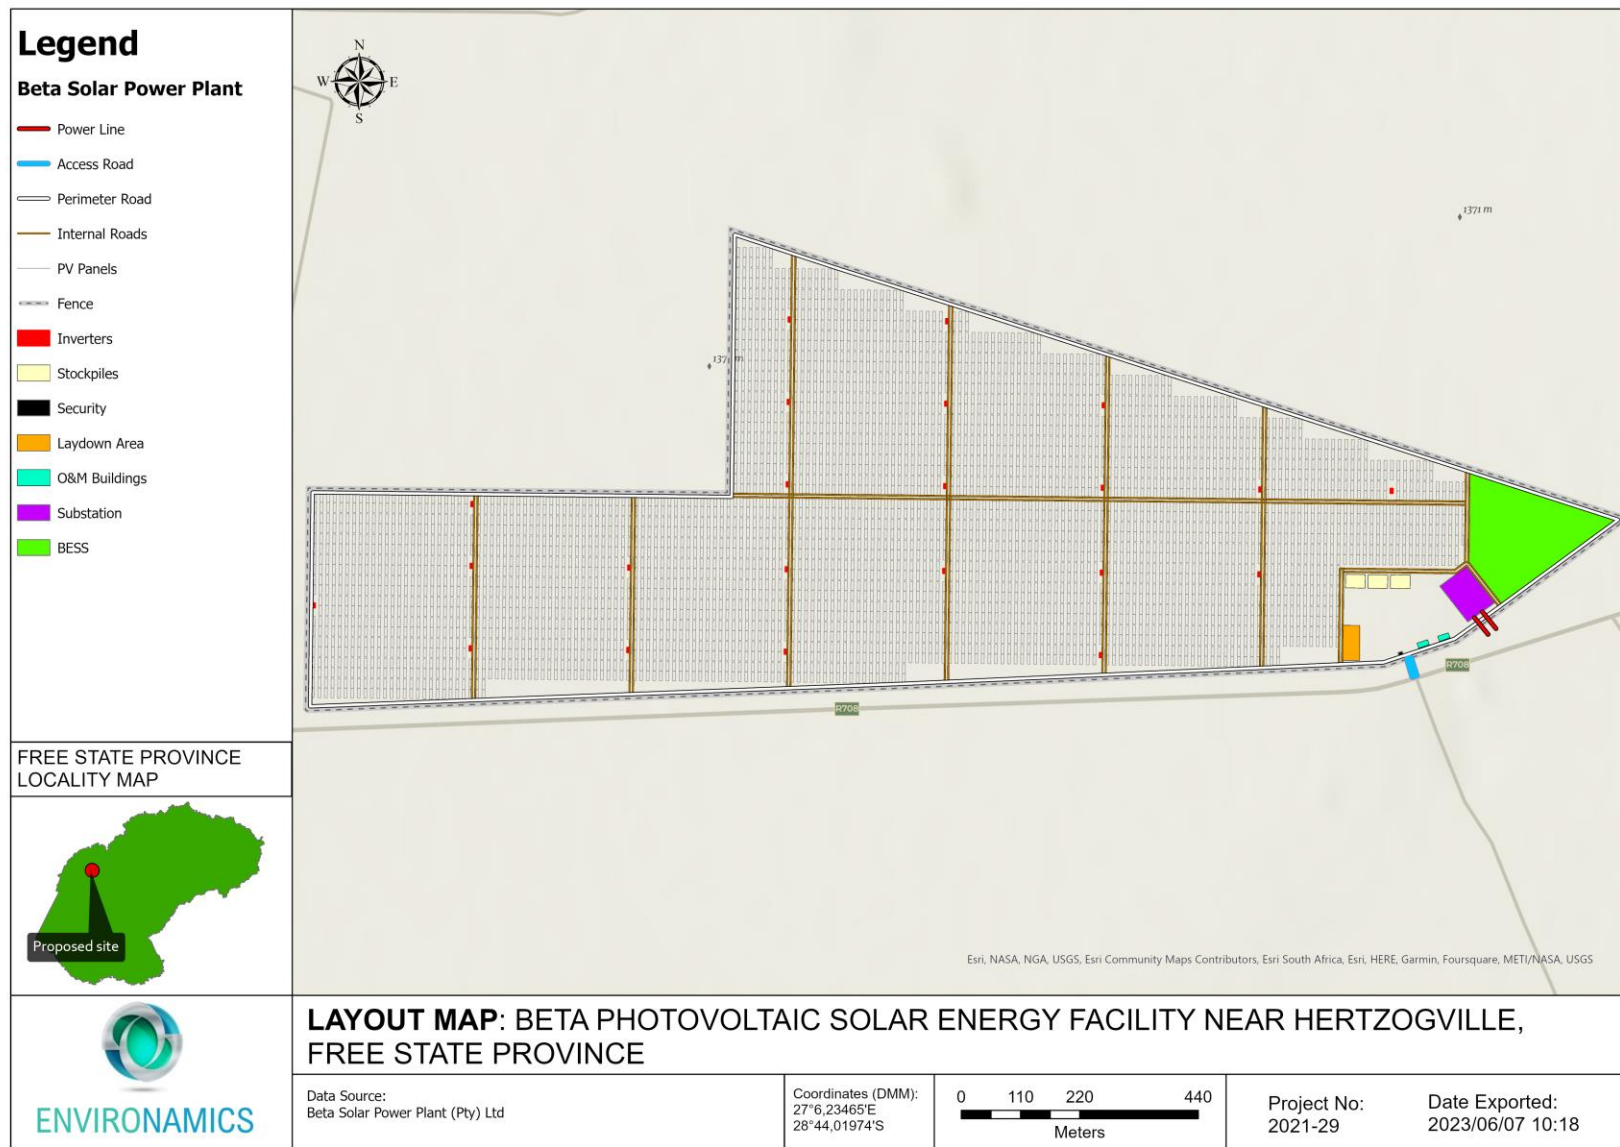 Legend
Beta Solar Power Plant
Power Line
Access Road
Perimeter Road
Internal Roads
PV Panels
Fence
Inverters
Stockpiles
Security
Laydown Area
O&M Buildings
Substation
BESS
N
W E
S
1371 m
R708
R708
Esri, NASA, NGA, USGS, Esri Community Maps Contributors, Esri South Africa, Esri, HERE, Garmin, Foursquare, METI/NASA, USGS
FREE STATE PROVINCE
LOCALITY MAP
Proposed site
ENVIRONAMICS
LAYOUT MAP: BETA PHOTOVOLTAIC SOLAR ENERGY FACILITY NEAR HERTZOGVILLE,
FREE STATE PROVINCE
Data Source:
Beta Solar Power Plant (Pty) Ltd
Coordinates (DMM):
27°6,23465'E
28°44,01974'S
0 110 220 440
Meters
Project No:
2021-29
Date Exported:
2023/06/07 10:18